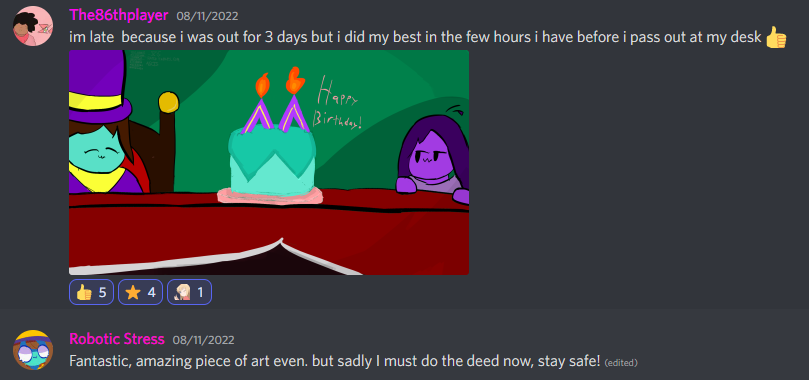 The86thplayer 08/11/2022
im late because i was out for 3 days but i did my best in the few hours i have before i pass out at my desk 👍
Happy
Birthday!
👍 5 ⭐ 4 1
Robotic Stress 08/11/2022
Fantastic, amazing piece of art even. but sadly I must do the deed now, stay safe! (edited)